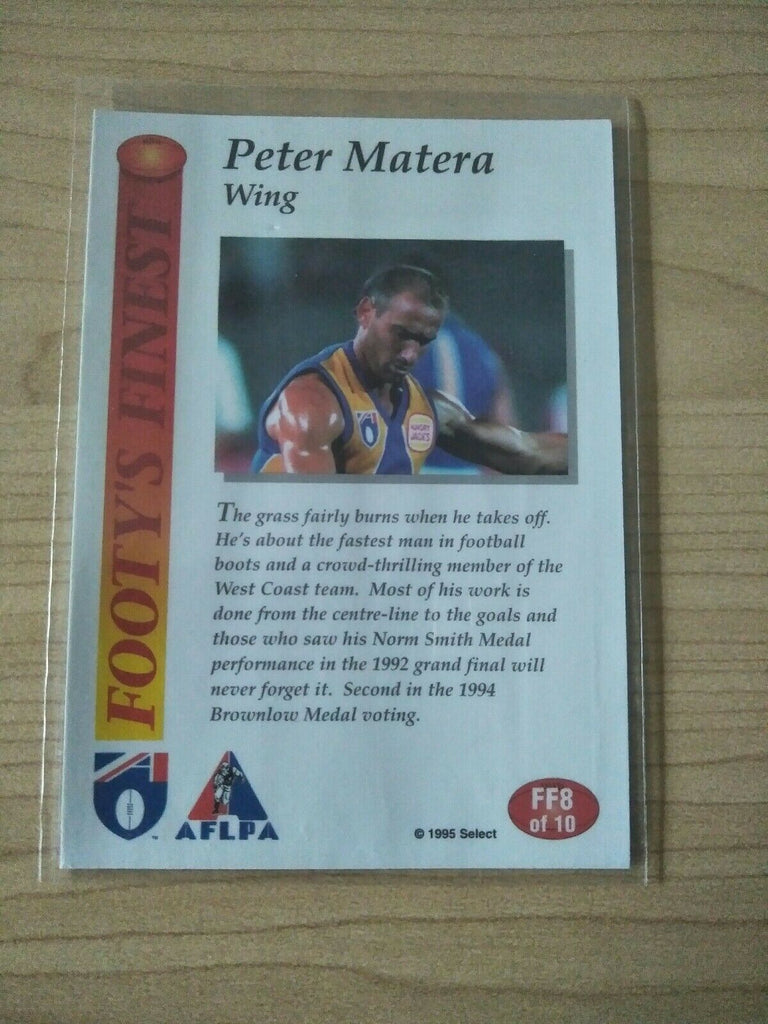 FOOTY'S FINEST
Peter Matera
Wing
HUNGRY
JACK'S
The grass fairly burns when he takes off.
He's about the fastest man in football
boots and a crowd-thrilling member of the
West Coast team. Most of his work is
done from the centre-line to the goals and
those who saw his Norm Smith Medal
performance in the 1992 grand final will
never forget it. Second in the 1994
Brownlow Medal voting.
AFLPA
© 1995 Select
FF8
of 10